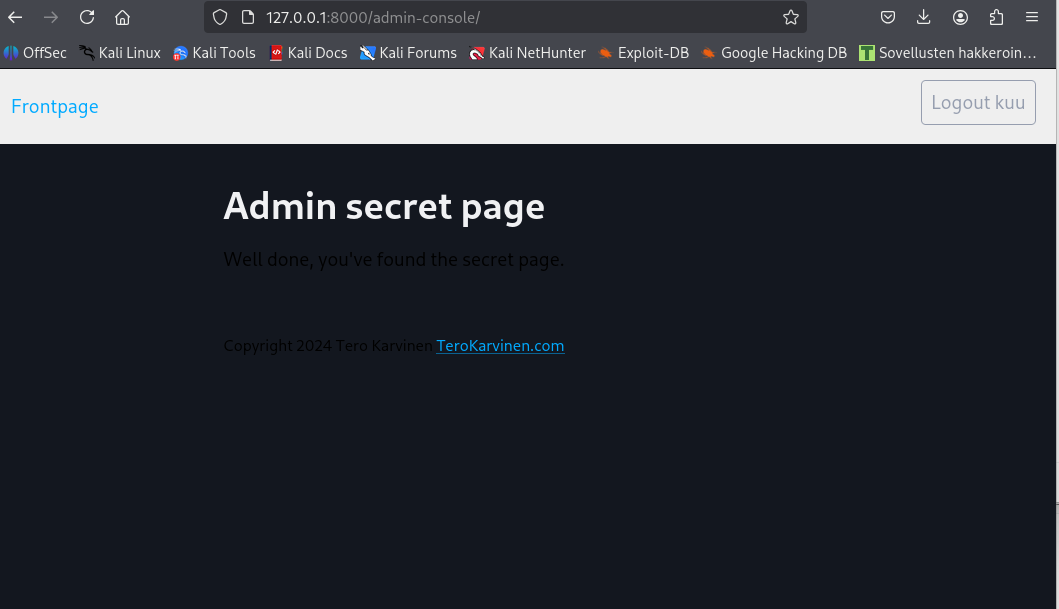 127.0.0.1:8000/admin-console/
OffSec Kali Linux Kali Tools Kali Docs Kali Forums Kali NetHunter Exploit-DB Google Hacking DB Sovellusten hakkeroin…
Frontpage
Logout kuu
Admin secret page
Well done, you've found the secret page.
Copyright 2024 Tero Karvinen TeroKarvinen.com